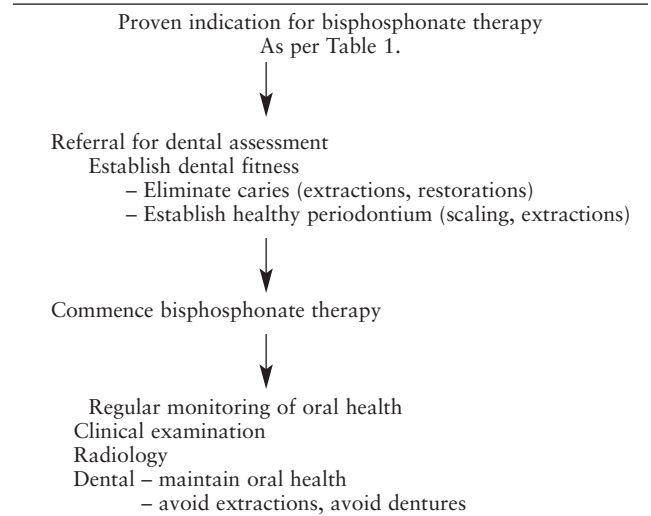 Proven indication for bisphosphonate therapy
As per Table 1.
Referral for dental assessment
Establish dental fitness
– Eliminate caries (extractions, restorations)
– Establish healthy periodontium (scaling, extractions)
Commence bisphosphonate therapy
Regular monitoring of oral health
Clinical examination
Radiology
Dental – maintain oral health
– avoid extractions, avoid dentures